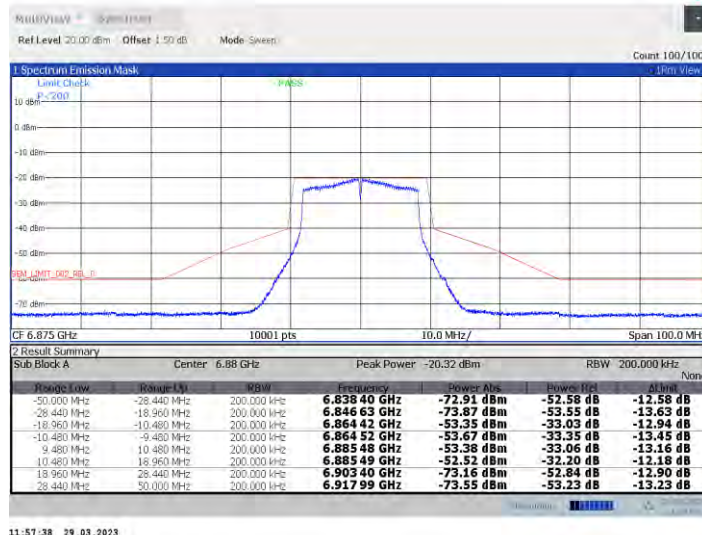 MultiView Spectrum
Ref Level 20.00 dBm Offset 1.50 dB Mode Sweep
Count 100/100
1 Spectrum Emission Mask 1Rm View
Limit Check PASS
P<200
10 dBm
0 dBm
-10 dBm
-20 dBm
-30 dBm
-40 dBm
-50 dBm
SEM_LIMIT_002_REL_0
-70 dBm
CF 6.875 GHz 10001 pts 10.0 MHz/ Span 100.0 MH
2 Result Summary
Sub Block A Center 6.88 GHz Peak Power -20.32 dBm RBW 200.000 kHz
None
Range Low Range Up RBW Frequency Power Abs Power Rel ΔLimit
-50.000 MHz -28.440 MHz 200.000 kHz 6.838 40 GHz -72.91 dBm -52.58 dB -12.58 dB
-28.440 MHz -18.960 MHz 200.000 kHz 6.846 63 GHz -73.87 dBm -53.55 dB -13.63 dB
-18.960 MHz -10.480 MHz 200.000 kHz 6.864 42 GHz -53.35 dBm -33.03 dB -12.94 dB
-10.480 MHz -9.480 MHz 200.000 kHz 6.864 52 GHz -53.67 dBm -33.35 dB -13.45 dB
9.480 MHz 10.480 MHz 200.000 kHz 6.885 48 GHz -53.38 dBm -33.06 dB -13.16 dB
10.480 MHz 18.960 MHz 200.000 kHz 6.885 49 GHz -52.52 dBm -32.20 dB -12.18 dB
18.960 MHz 28.440 MHz 200.000 kHz 6.903 40 GHz -73.16 dBm -52.84 dB -12.90 dB
28.440 MHz 50.000 MHz 200.000 kHz 6.917 99 GHz -73.55 dBm -53.23 dB -13.23 dB
11:57:38 29.03.2023